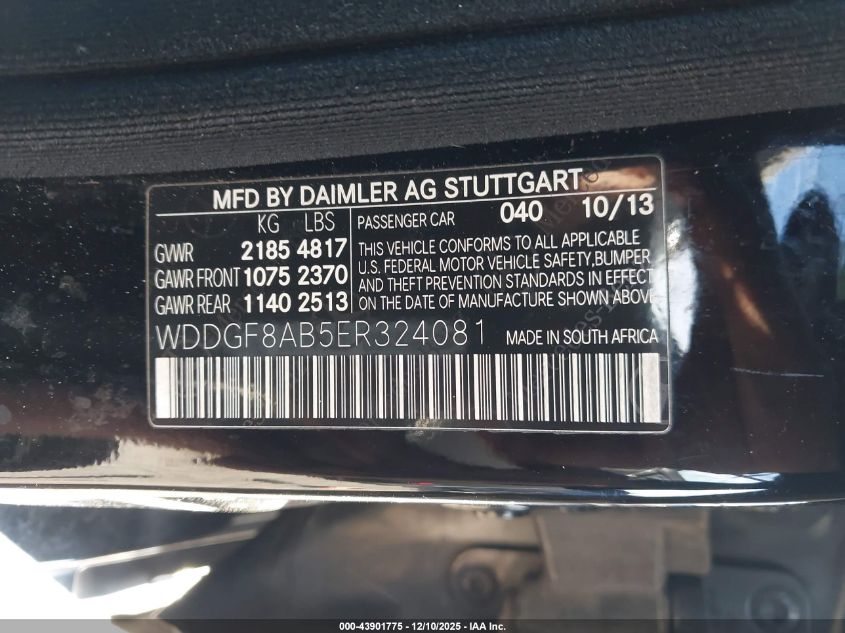 MFD BY DAIMLER AG STUTTGART
KG LBS PASSENGER CAR 040 10/13
GVWR 2185 4817 THIS VEHICLE CONFORMS TO ALL APPLICABLE
U.S. FEDERAL MOTOR VEHICLE SAFETY, BUMPER
GAWR FRONT 1075 2370 AND THEFT PREVENTION STANDARDS IN EFFECT
GAWR REAR 1140 2513 ON THE DATE OF MANUFACTURE SHOWN ABOVE
WDDGF8AB5ER324081 MADE IN SOUTH AFRICA
000-43901775 - 12/10/2025 - IAA Inc.